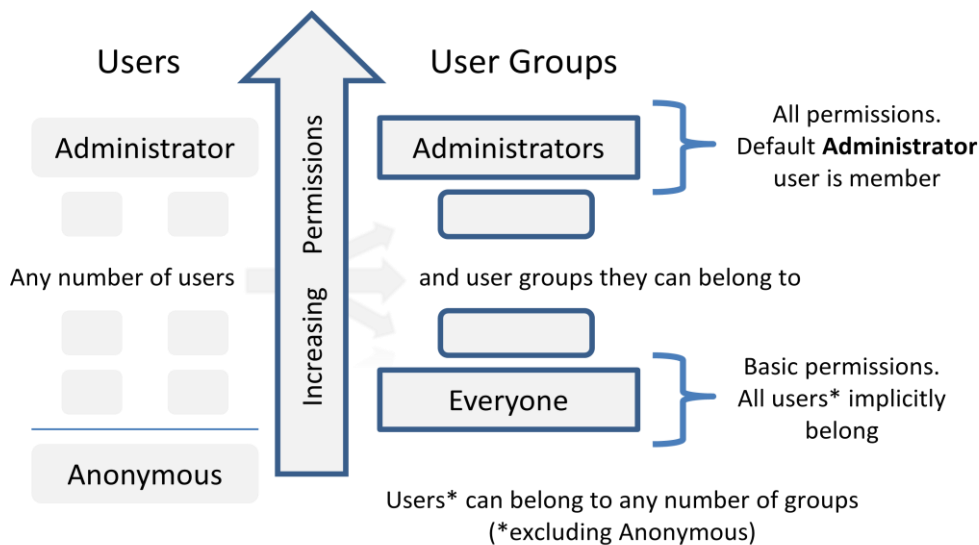 Users
User Groups
Administrator
Administrators
All permissions.
Default Administrator
user is member
Increasing Permissions
Any number of users
and user groups they can belong to
Everyone
Basic permissions.
All users* implicitly
belong
Anonymous
Users* can belong to any number of groups
(*excluding Anonymous)